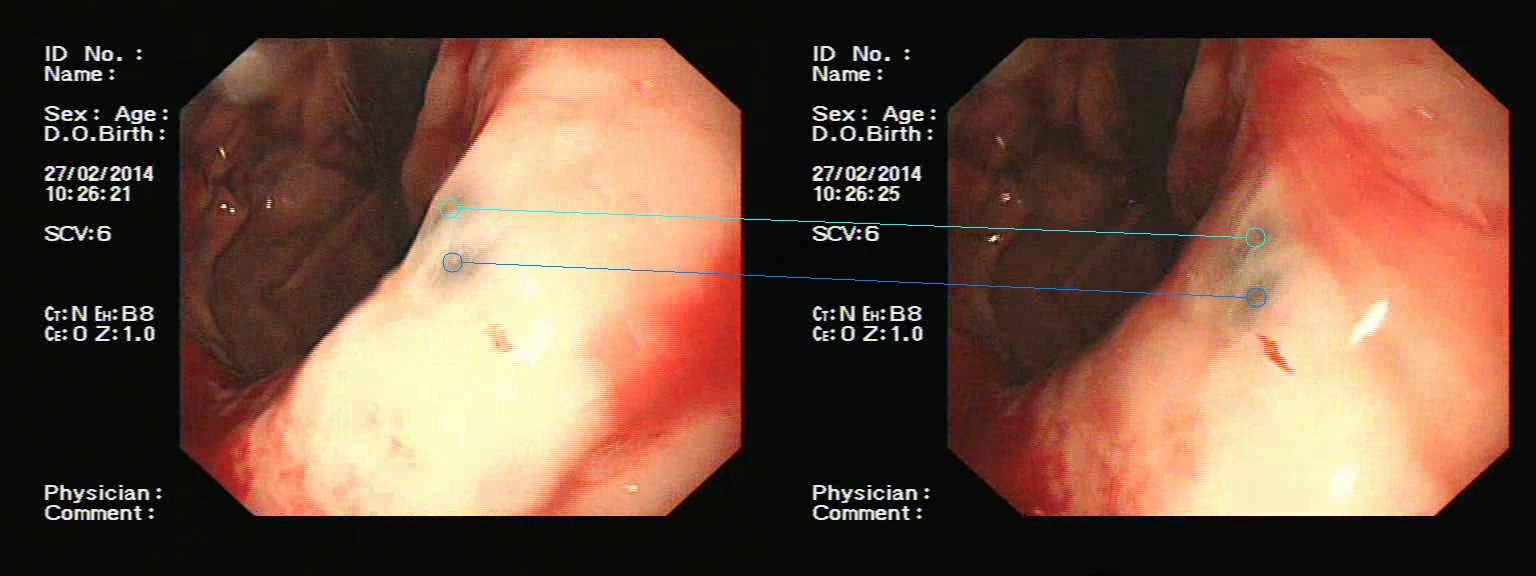 ID No. :
Name :
Sex: Age:
D.O.Birth:
27/02/2014
10:26:21
SCV:6
CT:N EH:B8
CE:0 Z:1.0
Physician:
Comment:
ID No. :
Name:
Sex: Age:
D.O.Birth:
27/02/2014
10:26:25
SCV:6
CT:N EH:B8
CE:0 Z:1.0
Physician:
Comment: